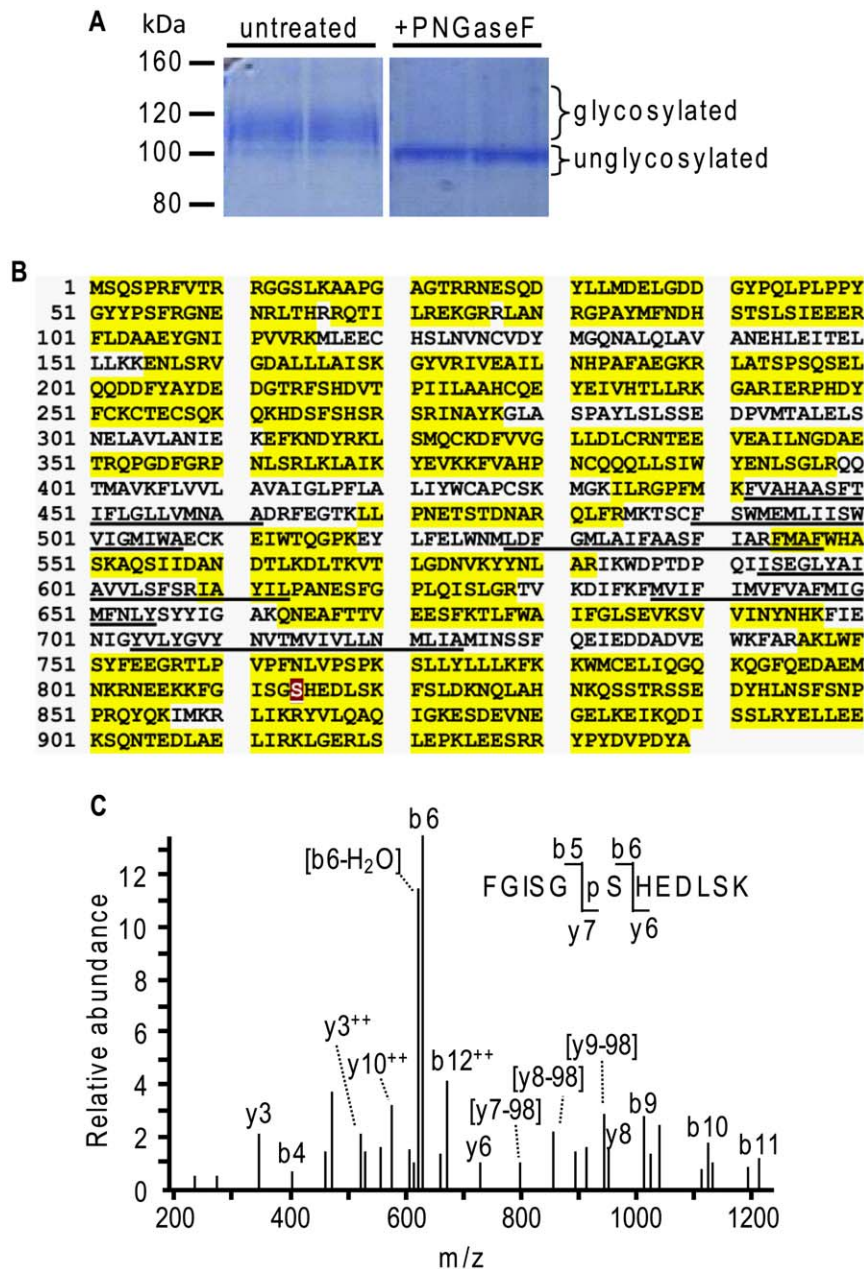 A
kDa
untreated
+PNGaseF
160
120
100
80
glycosylated
unglycosylated
B
1 MSQSPRFVTR RGGSLKAAPG AGTRRNESQD YLLMDELGDD GYPQLPLPPY
51 GYYPSFRGNE NRLTHRRQTI LREKGRRLAN RGPAYMFNDH STSLSIEEER
101 FLDAAEYGNI PVVRKMLEEC HSLNVNCVDY MGQNALQLAV ANEHLEITEL
151 LLKKENLSRV GDALLLAISK GYVRIVEAIL NHPAFAEGKR LATSPSQSEL
201 QQDDFYAYDE DGTRFSHDVT PIILAAHCQE YEIVHTLLRK GARIERPHDY
251 FCKCTECSQK QKHDSFSHSR SRINAYKGLA SPAYLSLSSE DPVMTALELS
301 NELAVLANIE KEFKNDYRKL SMQCKDFVVG LLDLCRNTEE VEAILNGDAE
351 TRQPGDFGRP NLSRLKLAIK YEVKKFVAHP NCQQQLLSIW YENLSGLRQQ
401 TMAVKFLVVL AVAIGLPFLA LIYWCAPCSK MGKILRGPFM KFVAHAASFT
451 IFLGLLVMNA ADRFEGTKLL PNETSTDNAR QLFRMKTSCF SWMEMLIISW
501 VIGMIWAECK EIWTQGPKEY LFELWNMLDF GMLAIFAASF IARFMAFWHA
551 SKAQSIIDAN DTLKDLTKVT LGDNVKYYNL ARIKWDPTDP QIISEGLYAI
601 AVVLSFSRIA YILPANESFG PLQISLGRTV KDIFKFMVIF IMVFVAFMIG
651 MFNLYSYYIG AKQNEAFTTV EESFKTLFWA IFGLSEVKSV VINYNHKFIE
701 NIGYVLYGVY NVTMVIVLLN MLIAMINSSF QEIEDDADVE WKFARAKLWF
751 SYFEEGRTLP VPFNLVPSPK SLLYLLLKFK KWMCELIQGQ KQGFQEDAEM
801 NKRNEEKKFG ISGSHEDLSK FSLDKNQLAH NKQSSTRSSE DYHLNSFSNP
851 PRQYQKIMKR LIKRYVLQAQ IGKESDEVNE GELKEIKQDI SSLRYELLEE
901 KSQNTEDLAE LIRKLGERLS LEPKLEESRR YPYDVPDYA
C
b6
[b6-H2O]
b5 b6
FGISG pS HEDLSK
y7 y6
y3++
y10++
b12++
[y9-98]
[y8-98]
[y7-98]
y3
b4
y6
y8
b9
b10
b11
Relative abundance
12
10
8
6
4
2
0
200 400 600 800 1000 1200
m/z